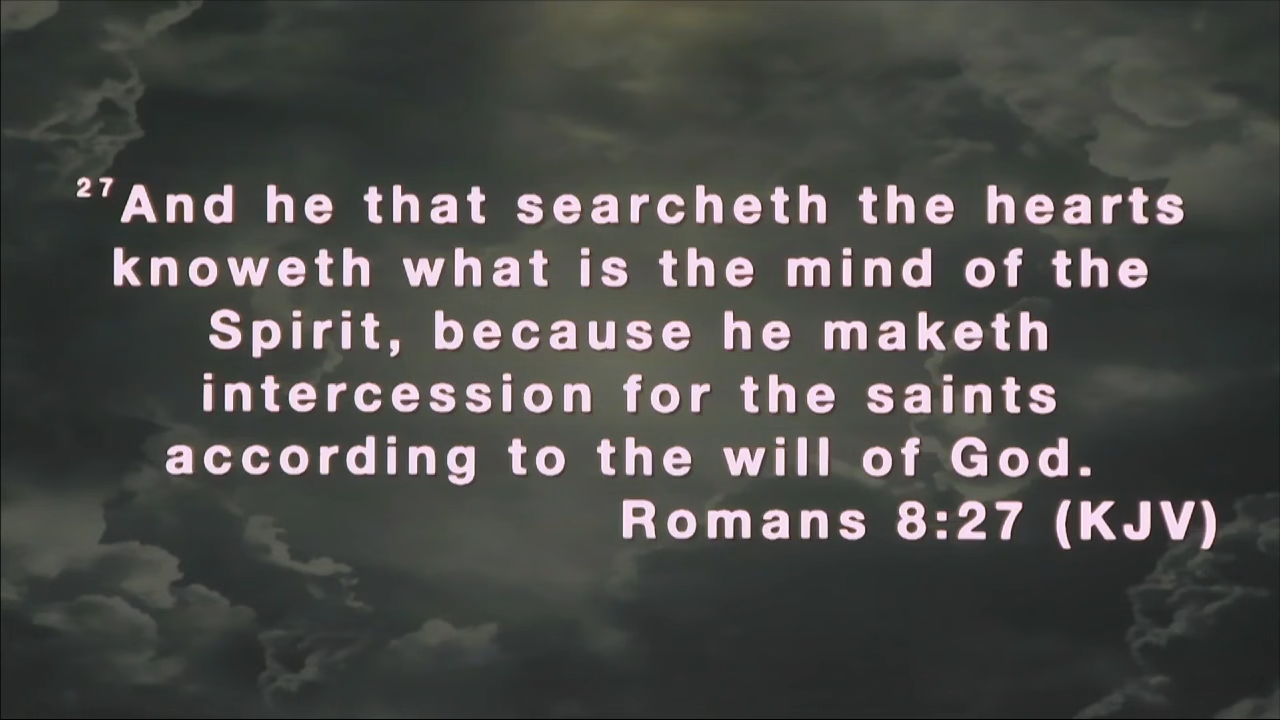 ²⁷And he that searcheth the hearts
knoweth what is the mind of the
Spirit, because he maketh
intercession for the saints
according to the will of God.
Romans 8:27 (KJV)